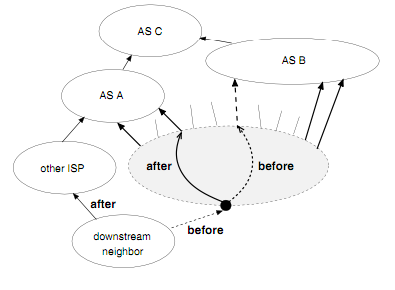 AS C
AS B
AS A
other ISP
after
before
after
before
downstream
neighbor